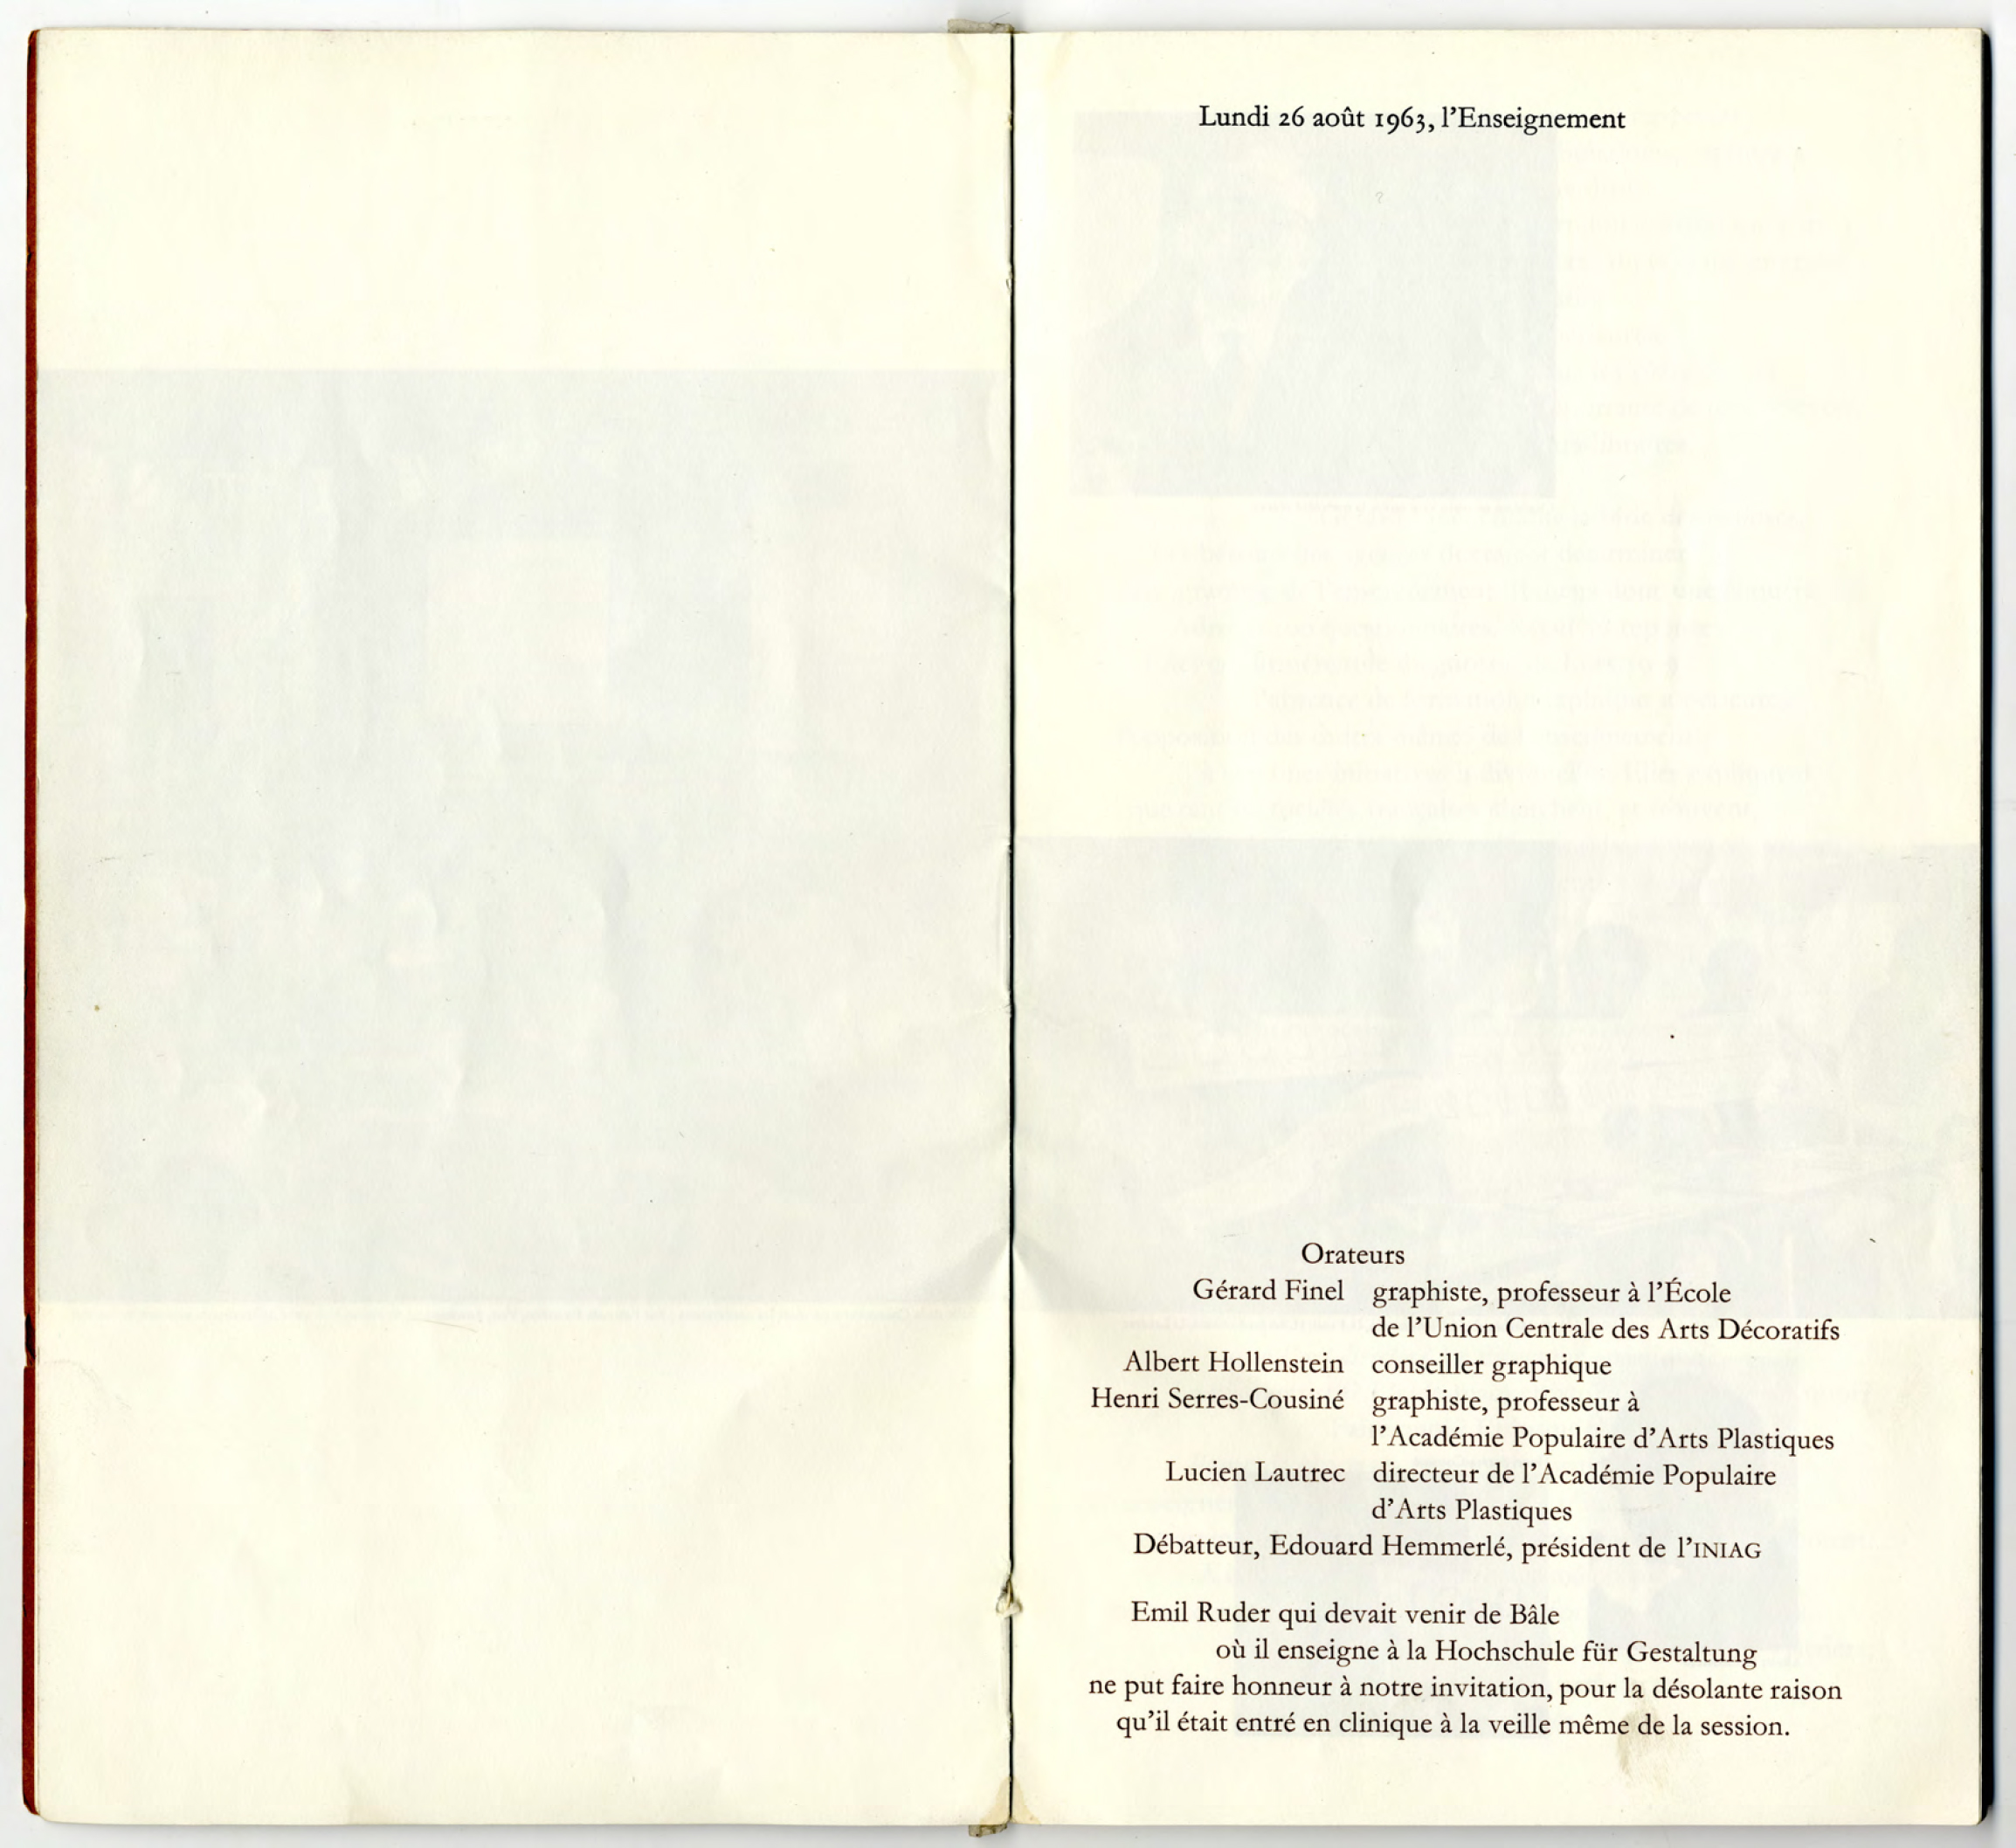 Lundi 26 août 1963, l'Enseignement
Orateurs
Gérard Finel graphiste, professeur à l'École
de l'Union Centrale des Arts Décoratifs
Albert Hollenstein conseiller graphique
Henri Serres-Cousiné graphiste, professeur à
l'Académie Populaire d'Arts Plastiques
Lucien Lautrec directeur de l'Académie Populaire
d'Arts Plastiques
Débatteur, Edouard Hemmerlé, président de l'INIAG
Emil Ruder qui devait venir de Bâle
où il enseigne à la Hochschule für Gestaltung
ne put faire honneur à notre invitation, pour la désolante raison
qu'il était entré en clinique à la veille même de la session.